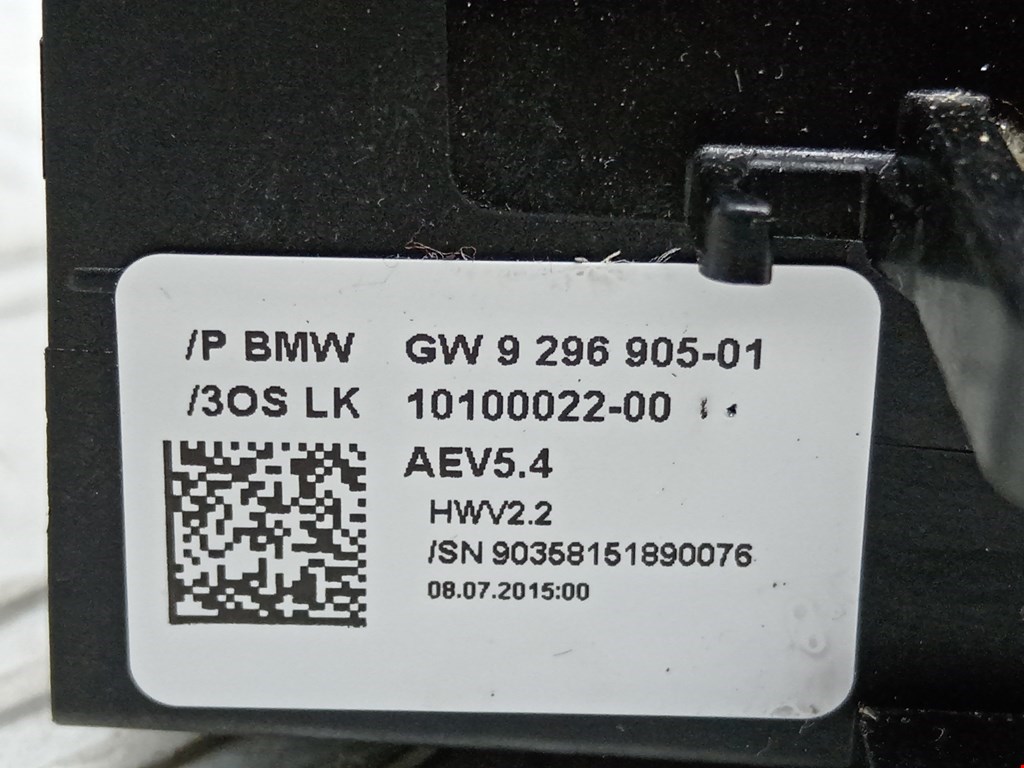 /P BMW GW 9 296 905-01
/3OS LK 10100022-00
AEV5.4
HWV2.2
/SN 90358151890076
08.07.2015:00